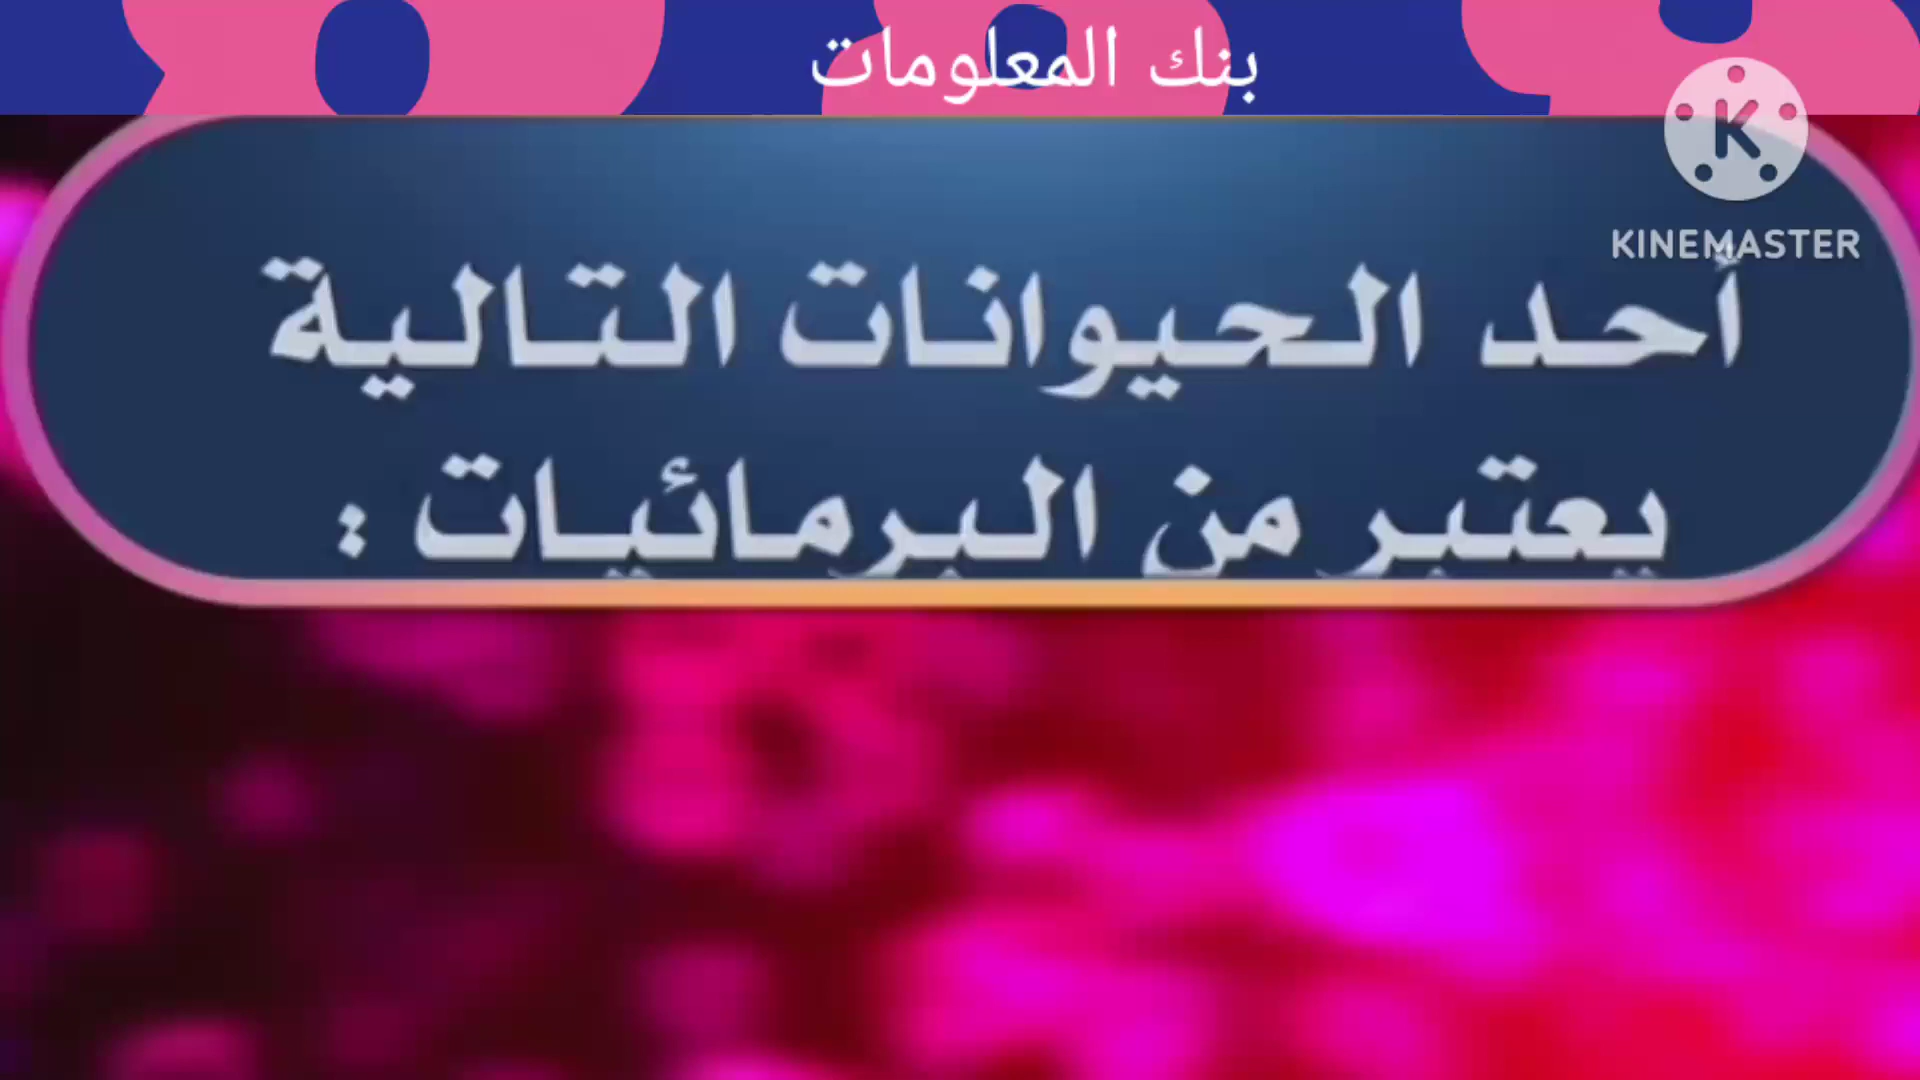 بنك المعلومات
KINEMASTER
أحد الحيوانات التالية
يعتبر من البرمائيات :